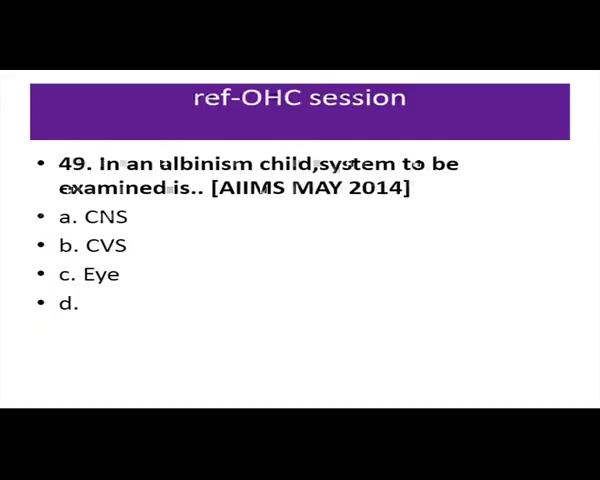 ref-OHC session
• 49. In an albinism child,system to be
examined is.. [AIIMS MAY 2014]
• a. CNS
• b. CVS
• c. Eye
• d.